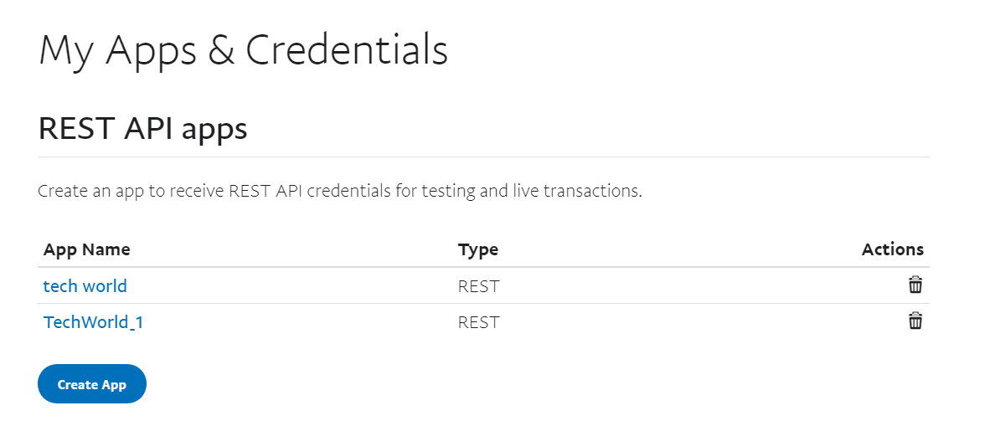 My Apps & Credentials
REST API apps
Create an app to receive REST API credentials for testing and live transactions.
App Name Type Actions
tech world REST
TechWorld_1 REST
Create App